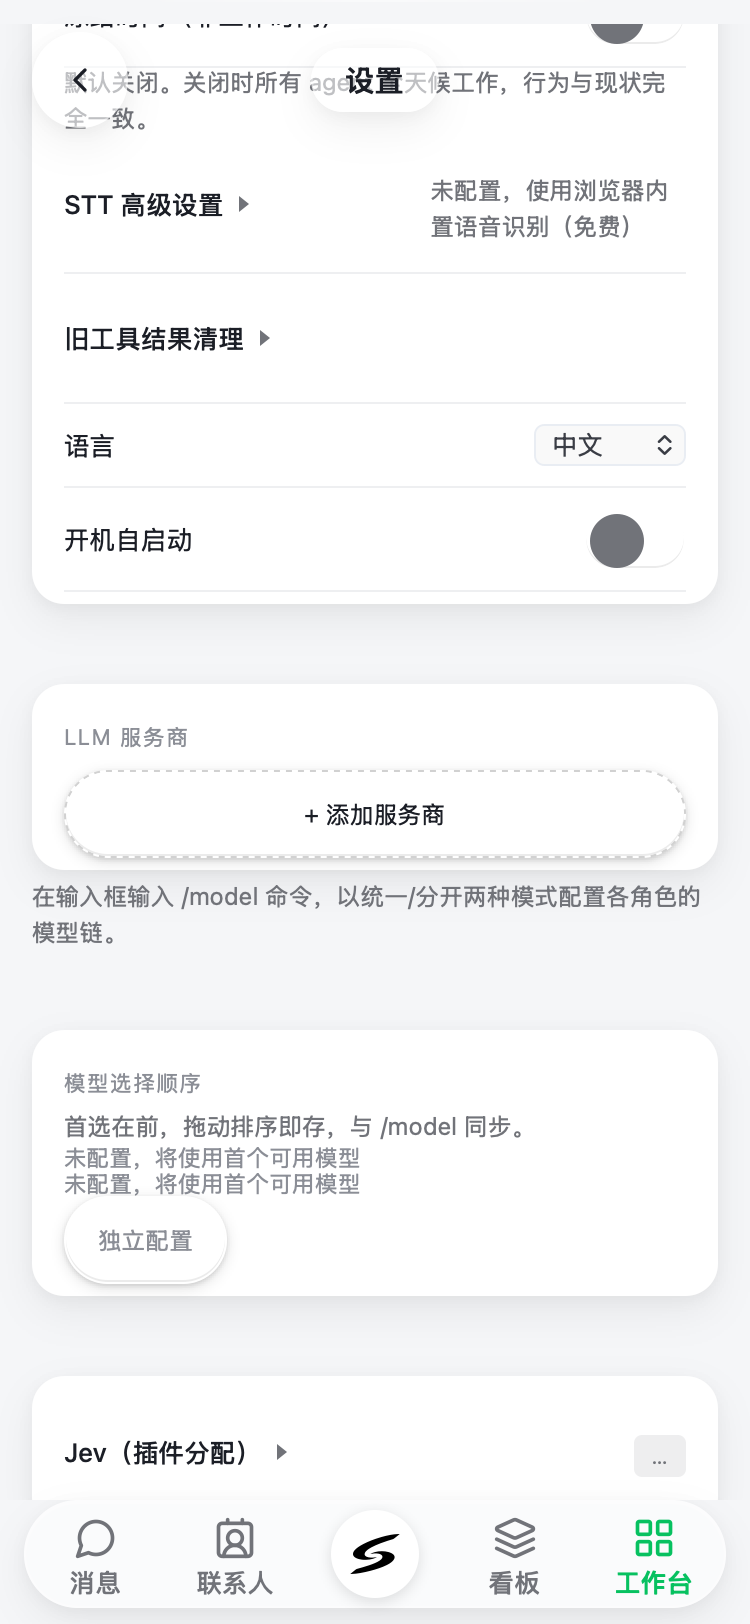 设置
默认关闭。关闭时所有 age 天候工作，行为与现状完
全一致。
STT 高级设置
未配置，使用浏览器内
置语音识别（免费）
旧工具结果清理
语言
中文
开机自启动
LLM 服务商
+ 添加服务商
在输入框输入 /model 命令，以统一/分开两种模式配置各角色的
模型链。
模型选择顺序
首选在前，拖动排序即存，与 /model 同步。
未配置，将使用首个可用模型
未配置，将使用首个可用模型
独立配置
Jev（插件分配）
...
消息
联系人
看板
工作台